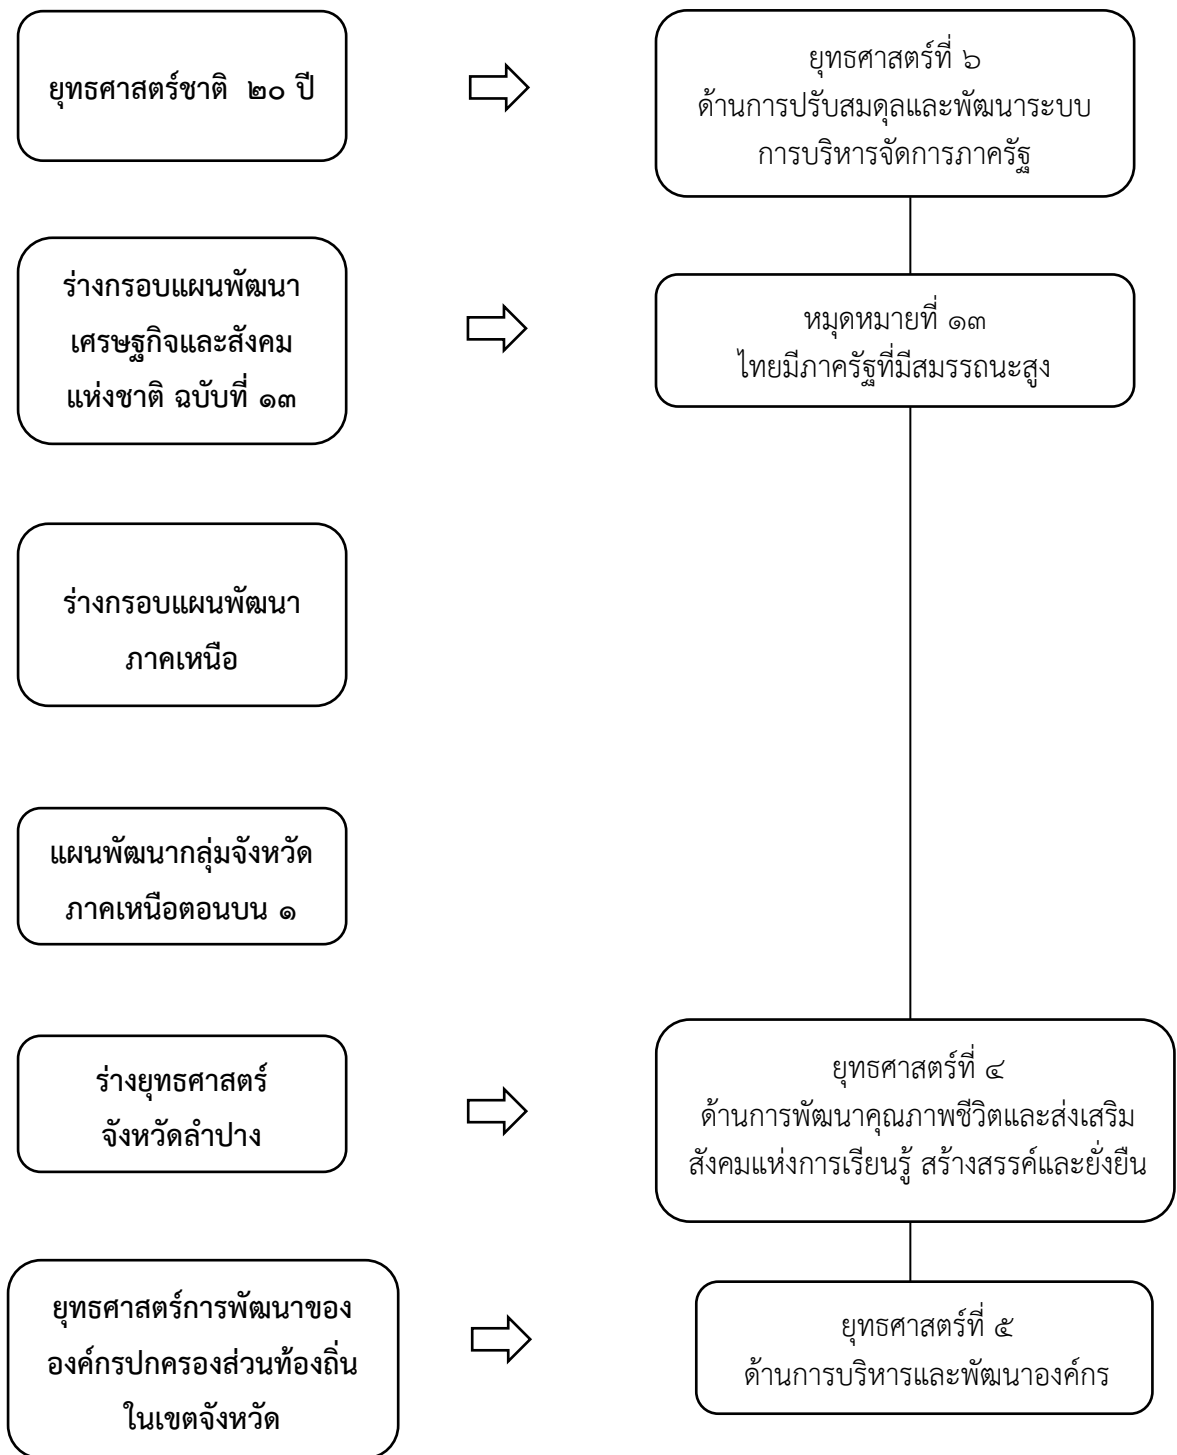 ยุทธศาสตร์ชาติ ๒๐ ปี
ยุทธศาสตร์ที่ ๖
ด้านการปรับสมดุลและพัฒนาระบบ
การบริหารจัดการภาครัฐ
ร่างกรอบแผนพัฒนา
เศรษฐกิจและสังคม
แห่งชาติ ฉบับที่ ๑๓
หมุดหมายที่ ๑๓
ไทยมีภาครัฐที่มีสมรรถนะสูง
ร่างกรอบแผนพัฒนา
ภาคเหนือ
แผนพัฒนากลุ่มจังหวัด
ภาคเหนือตอนบน ๑
ร่างยุทธศาสตร์
จังหวัดลำปาง
ยุทธศาสตร์ที่ ๔
ด้านการพัฒนาคุณภาพชีวิตและส่งเสริม
สังคมแห่งการเรียนรู้ สร้างสรรค์และยั่งยืน
ยุทธศาสตร์การพัฒนาของ
องค์กรปกครองส่วนท้องถิ่น
ในเขตจังหวัด
ยุทธศาสตร์ที่ ๕
ด้านการบริหารและพัฒนาองค์กร